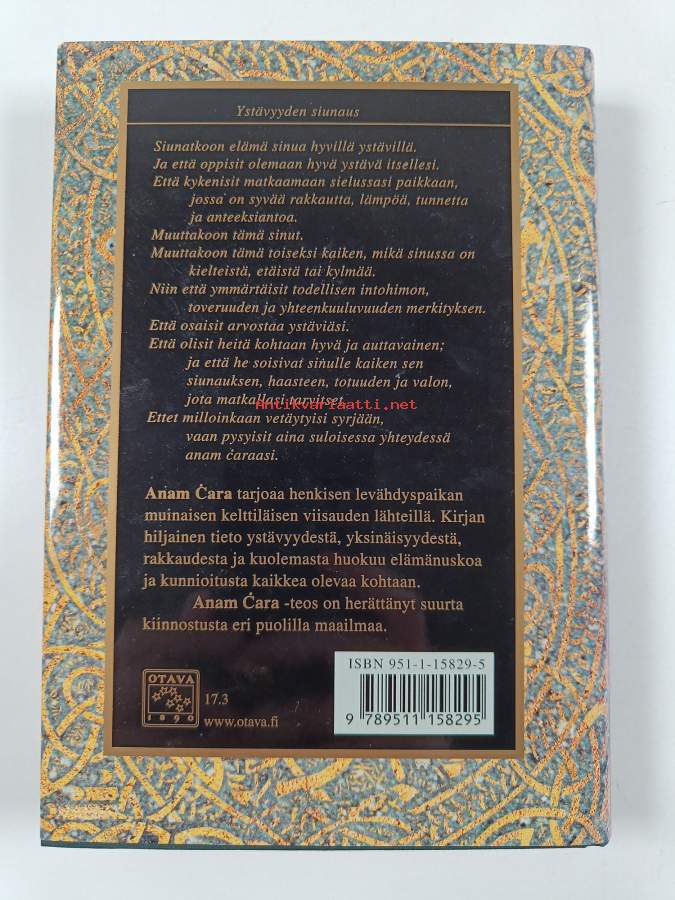 Ystävyyden siunaus
Siunatkoon elämä sinua hyvillä ystävillä.
Ja että oppisit olemaan hyvä ystävä itsellesi.
Että kykenisit matkaamaan sielussasi paikkaan,
jossa on syvää rakkautta, lämpöä, tunnetta
ja anteeksiantoa.
Muuttakoon tämä sinut.
Muuttakoon tämä toiseksi kaiken, mikä sinussa on
kielteistä, etäistä tai kylmää.
Niin että ymmärtäisit todellisen intohimon,
toveruuden ja yhteenkuuluvuuden merkityksen.
Että osaisit arvostaa ystäviäsi.
Että olisit heitä kohtaan hyvä ja auttavainen;
ja että he soisivat sinulle kaiken sen
siunauksen, haasteen, totuuden ja valon,
jota matkallasi tarvitset.
Antikvariaatti.net
Ettet milloinkaan vetäytyisi syrjään,
vaan pysyisit aina suloisessa yhteydessä
anam ċaraasi.
Anam Ċara tarjoaa henkisen levähdyspaikan
muinaisen kelttiläisen viisauden lähteillä. Kirjan
hiljainen tieto ystävyydestä, yksinäisyydestä,
rakkaudesta ja kuolemasta huokuu elämänuskoa
ja kunnioitusta kaikkea olevaa kohtaan.
Anam Ċara -teos on herättänyt suurta
kiinnostusta eri puolilla maailmaa.
OTAVA
1890
17.3
www.otava.fi
ISBN 951-1-15829-5
9 789511 158295